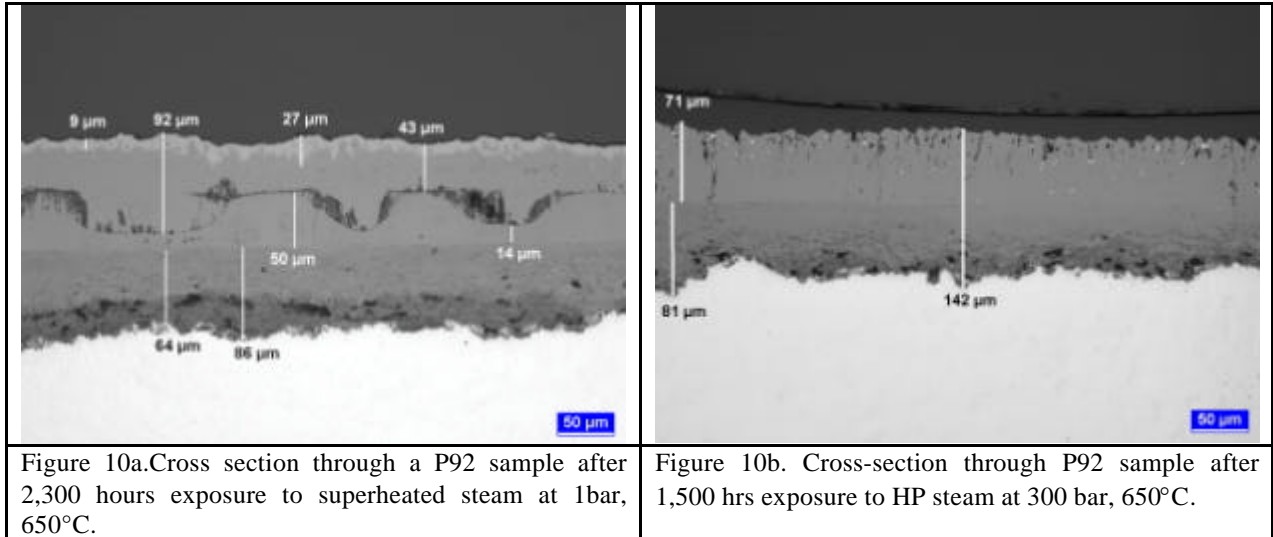 9 µm 92 µm 27 µm 43 µm
50 µm 14 µm
64 µm 86 µm
50 µm
71 µm
81 µm 142 µm
50 µm
Figure 10a.Cross section through a P92 sample after
2,300 hours exposure to superheated steam at 1bar,
650°C.
Figure 10b. Cross-section through P92 sample after
1,500 hrs exposure to HP steam at 300 bar, 650°C.